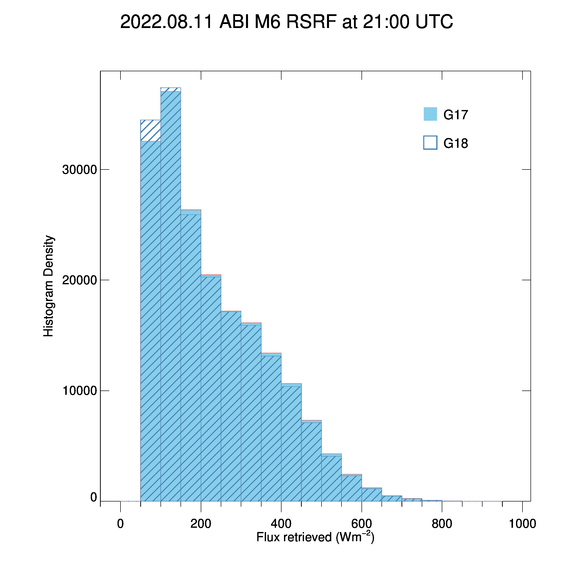 2022.08.11 ABI M6 RSRF at 21:00 UTC
G17
G18
30000
20000
10000
0
Histogram Density
0 200 400 600 800 1000
Flux retrieved (Wm⁻²)